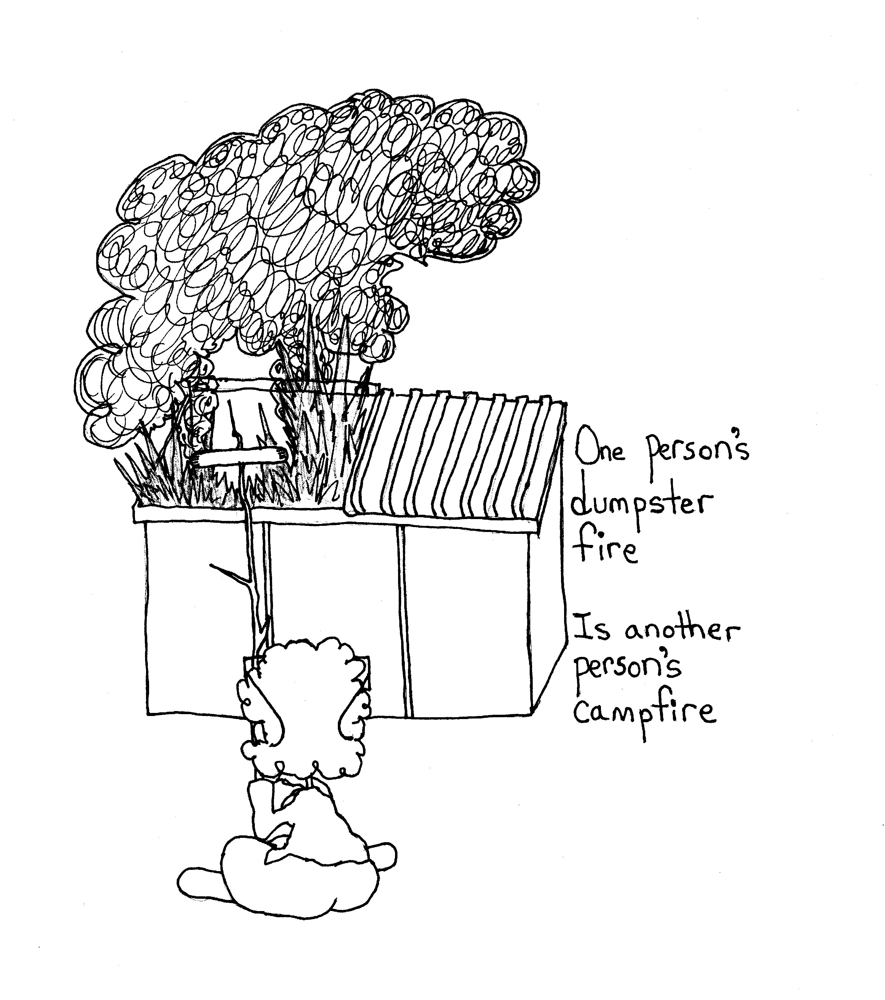 One person's
dumpster
fire
Is another
person's
campfire